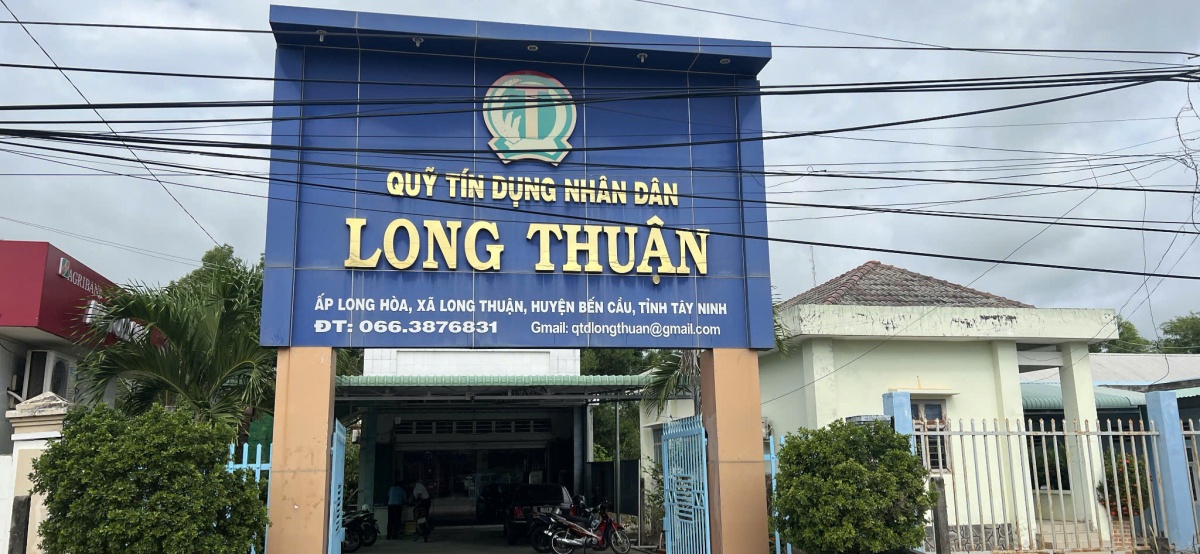 QUỸ TÍN DỤNG NHÂN DÂN
LONG THUẬN
ẤP LONG HÒA, XÃ LONG THUẬN, HUYỆN BẾN CẦU, TỈNH TÂY NINH
ĐT: 066.3876831 Gmail: qtdlongthuan@gmail.com
AGRIBANK